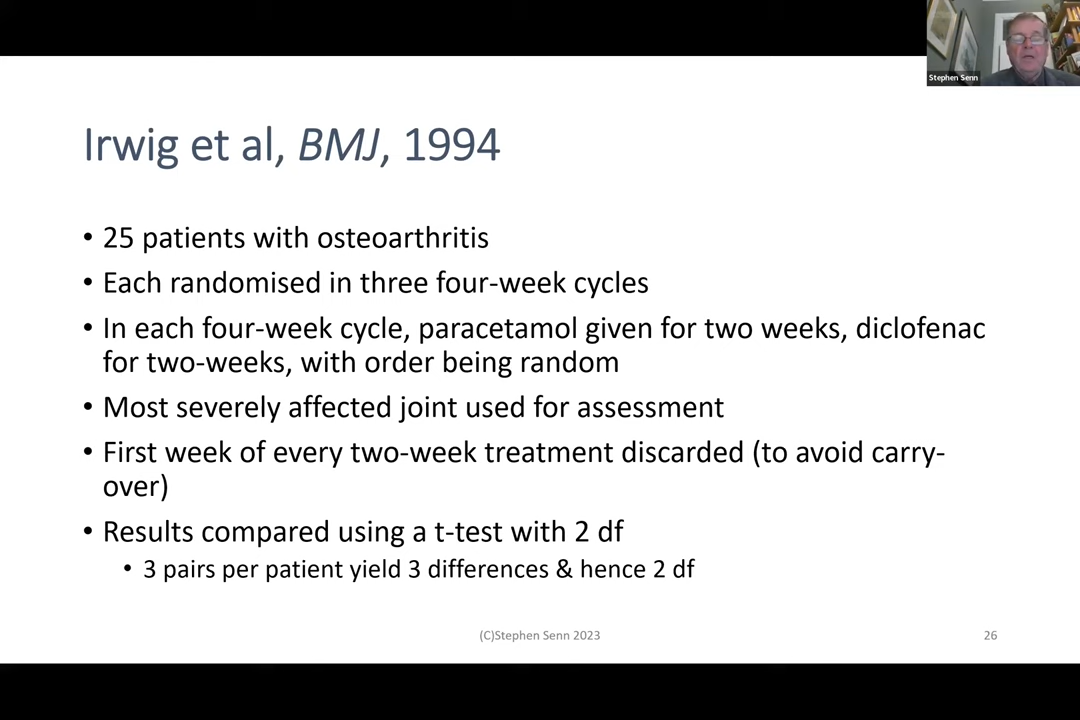 Stephen Senn
Irwig et al, BMJ, 1994
• 25 patients with osteoarthritis
• Each randomised in three four-week cycles
• In each four-week cycle, paracetamol given for two weeks, diclofenac
for two-weeks, with order being random
• Most severely affected joint used for assessment
• First week of every two-week treatment discarded (to avoid carry-
over)
• Results compared using a t-test with 2 df
• 3 pairs per patient yield 3 differences & hence 2 df
(C)Stephen Senn 2023
26